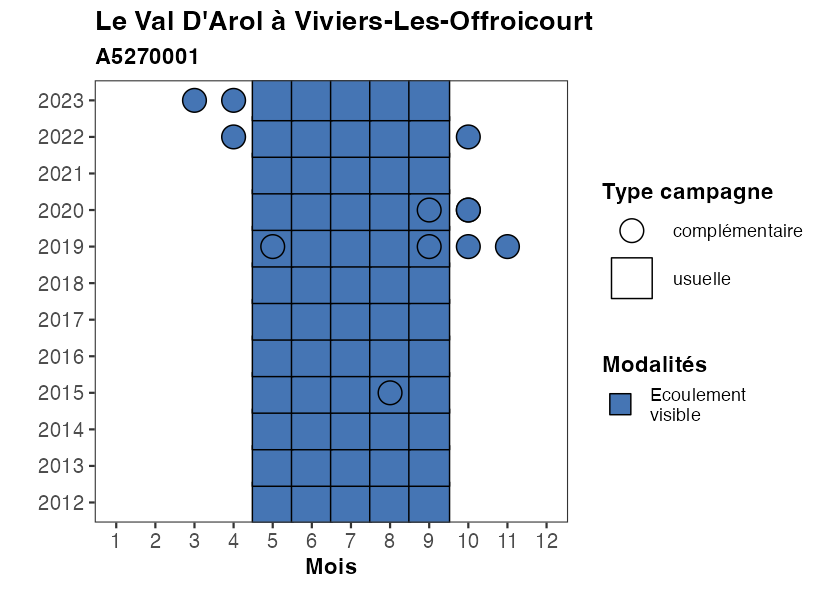 Le Val D'Arol à Viviers-Les-Offroicourt
A5270001
2023
2022
2021
2020
2019
2018
2017
2016
2015
2014
2013
2012
1 2 3 4 5 6 7 8 9 10 11 12
Mois
Type campagne
complémentaire
usuelle
Modalités
Ecoulement
visible